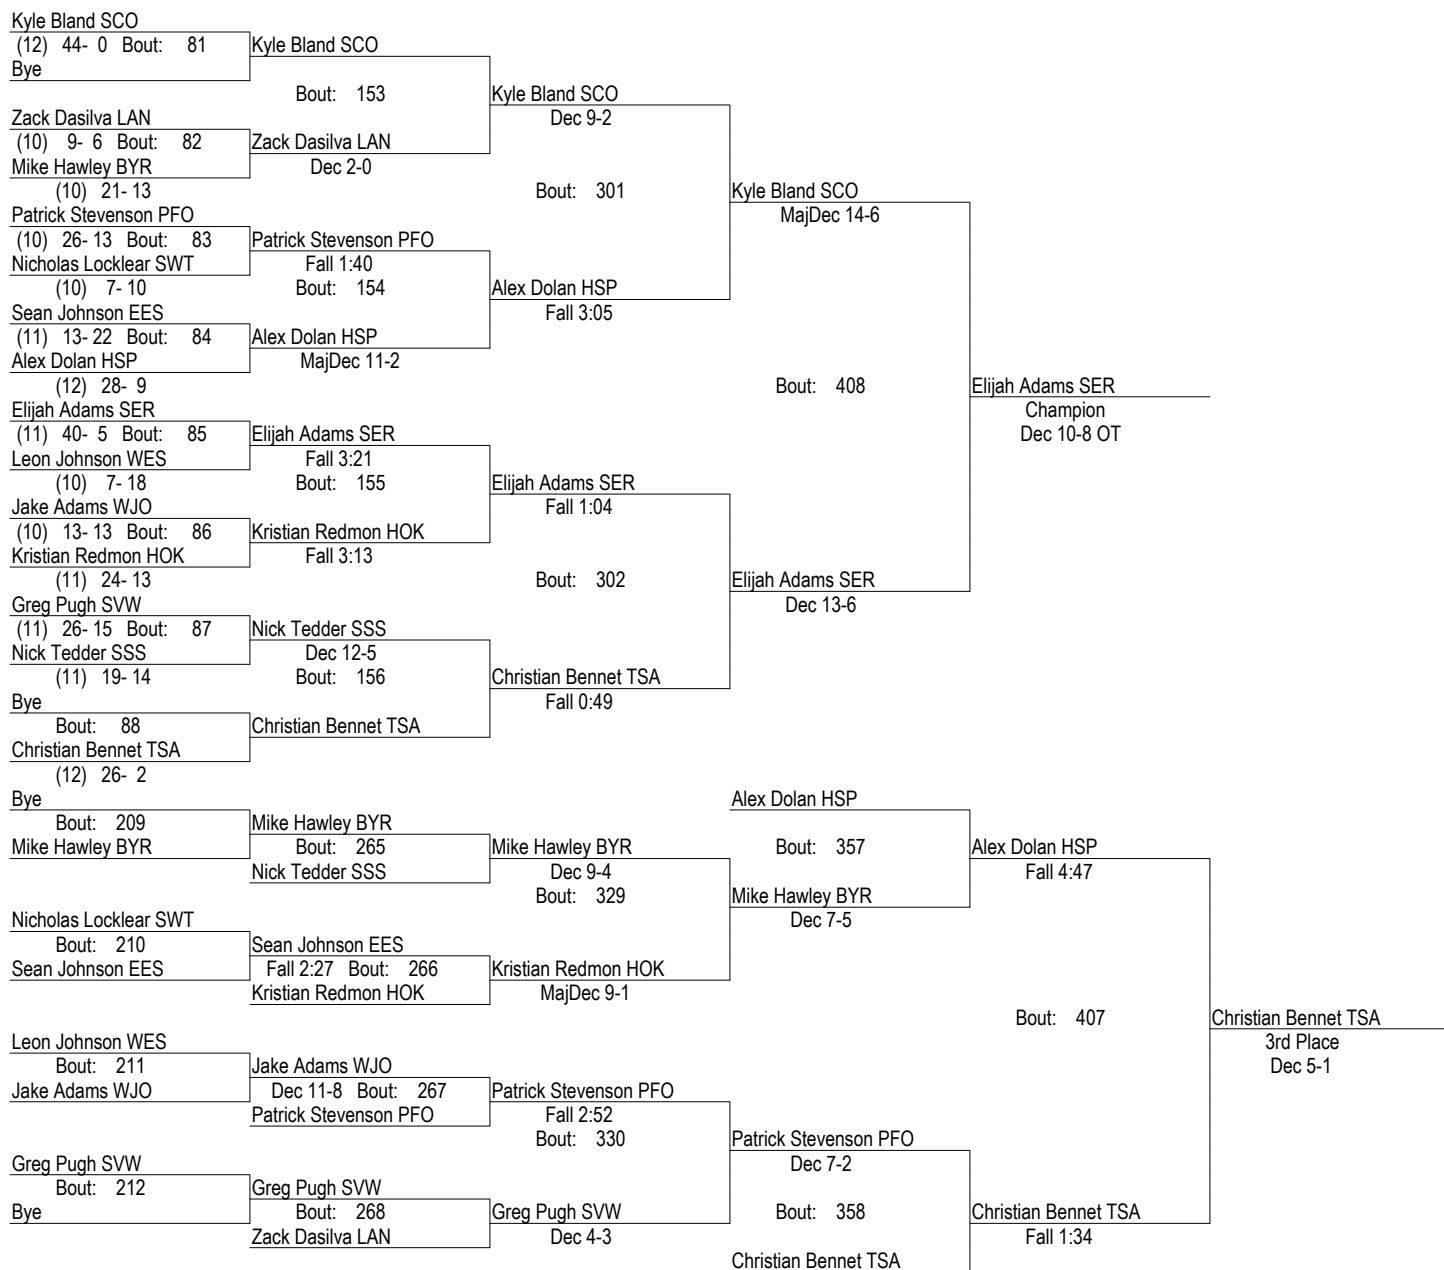 Kyle Bland SCO
(12) 44- 0 Bout: 81 Kyle Bland SCO
Bye
Bout: 153 Kyle Bland SCO
Zack Dasilva LAN Dec 9-2
(10) 9- 6 Bout: 82 Zack Dasilva LAN
Mike Hawley BYR Dec 2-0
(10) 21- 13 Bout: 301 Kyle Bland SCO
Patrick Stevenson PFO MajDec 14-6
(10) 26- 13 Bout: 83 Patrick Stevenson PFO
Nicholas Locklear SWT Fall 1:40
(10) 7- 10 Bout: 154 Alex Dolan HSP
Sean Johnson EES Fall 3:05
(11) 13- 22 Bout: 84 Alex Dolan HSP
Alex Dolan HSP MajDec 11-2
(12) 28- 9 Bout: 408 Elijah Adams SER
Elijah Adams SER Champion
(11) 40- 5 Bout: 85 Elijah Adams SER Dec 10-8 OT
Leon Johnson WES Fall 3:21
(10) 7- 18 Bout: 155 Elijah Adams SER
Jake Adams WJO Fall 1:04
(10) 13- 13 Bout: 86 Kristian Redmon HOK
Kristian Redmon HOK Fall 3:13
(11) 24- 13 Bout: 302 Elijah Adams SER
Greg Pugh SVW Dec 13-6
(11) 26- 15 Bout: 87 Nick Tedder SSS
Nick Tedder SSS Dec 12-5
(11) 19- 14 Bout: 156 Christian Bennet TSA
Bye Fall 0:49
Bout: 88 Christian Bennet TSA
Christian Bennet TSA
(12) 26- 2
Bye Alex Dolan HSP
Bout: 209 Mike Hawley BYR
Mike Hawley BYR Bout: 265 Mike Hawley BYR Bout: 357 Alex Dolan HSP
Nick Tedder SSS Dec 9-4 Fall 4:47
Bout: 329 Mike Hawley BYR
Nicholas Locklear SWT Dec 7-5
Bout: 210 Sean Johnson EES
Sean Johnson EES Fall 2:27 Bout: 266 Kristian Redmon HOK
Kristian Redmon HOK MajDec 9-1
Bout: 407 Christian Bennet TSA
Leon Johnson WES 3rd Place
Bout: 211 Jake Adams WJO Dec 5-1
Jake Adams WJO Dec 11-8 Bout: 267 Patrick Stevenson PFO
Patrick Stevenson PFO Fall 2:52
Bout: 330 Patrick Stevenson PFO
Greg Pugh SVW Dec 7-2
Bout: 212 Greg Pugh SVW
Bye Bout: 268 Greg Pugh SVW Bout: 358 Christian Bennet TSA
Zack Dasilva LAN Dec 4-3 Fall 1:34
Christian Bennet TSA